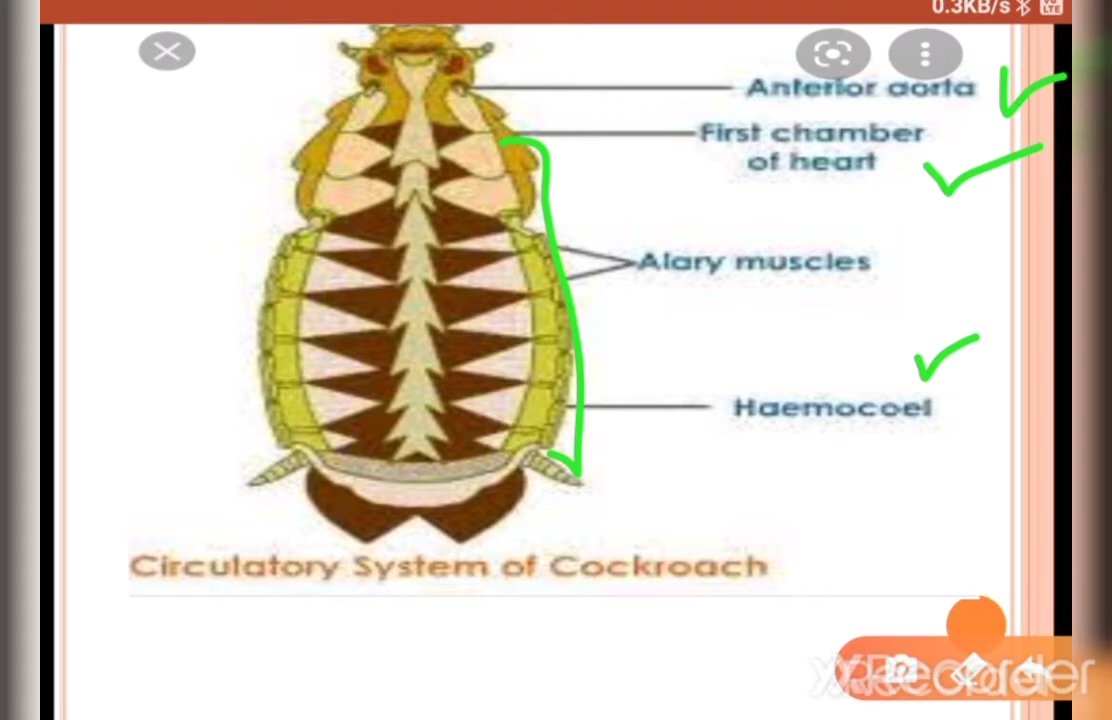 0.3KB/s
Anterior aorta
First chamber
of heart
Alary muscles
Haemocoel
Circulatory System of Cockroach
XRecorder